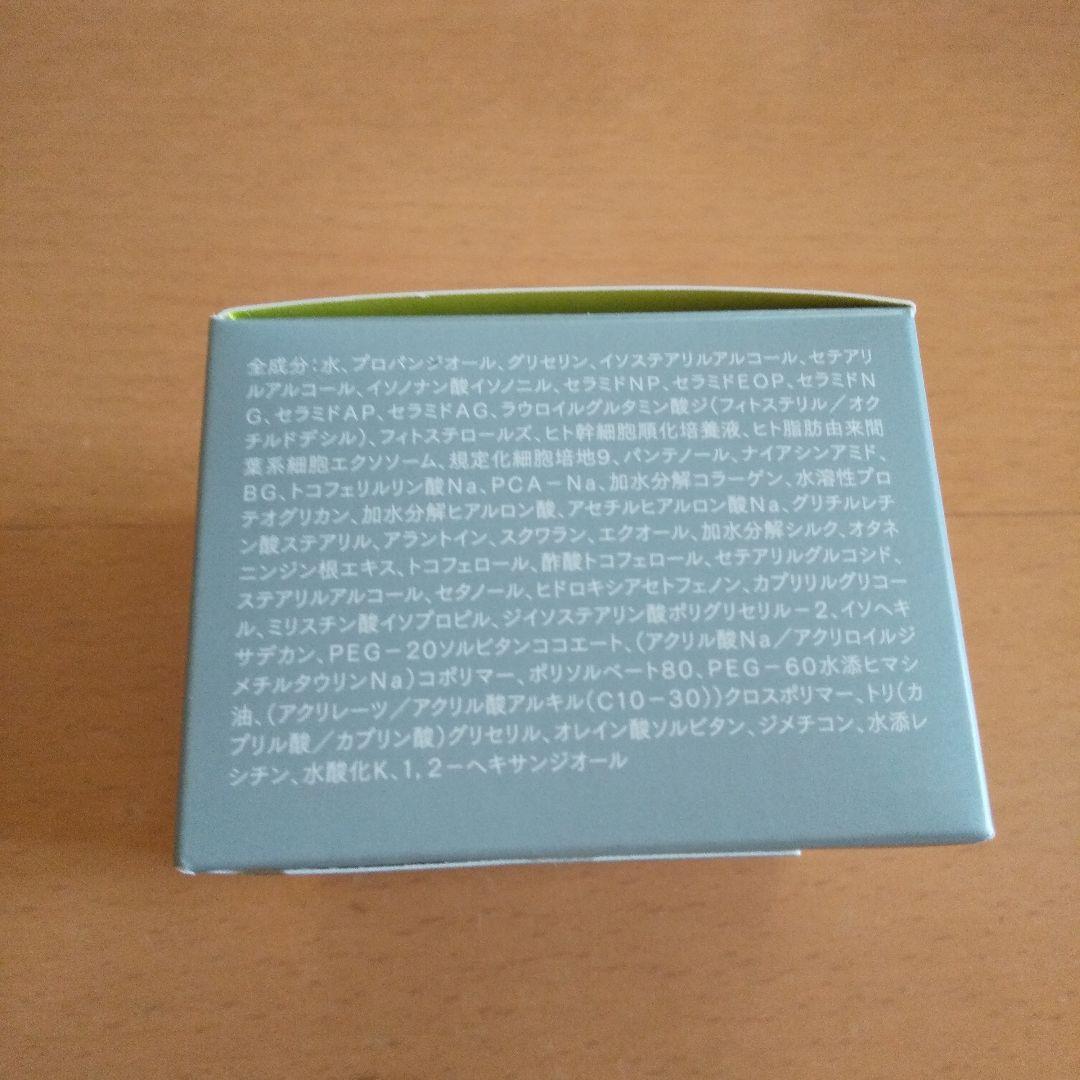 全成分：水、プロパンジオール、グリセリン、イソステアリルアルコール、セテアリ
ルアルコール、イソノナン酸イソノニル、セラミドNP、セラミドEOP、セラミドN
G、セラミドAP、セラミドAG、ラウロイルグルタミン酸ジ(フィトステリル／オク
チルドデシル)、フィトステロールズ、ヒト幹細胞順化培養液、ヒト脂肪由来間
葉系細胞エクソソーム、規定化細胞培地9、パンテノール、ナイアシンアミド、
BG、トコフェリルリン酸Na、PCA－Na、加水分解コラーゲン、水溶性プロ
テオグリカン、加水分解ヒアルロン酸、アセチルヒアルロン酸Na、グリチルレチ
ン酸ステアリル、アラントイン、スクワラン、エクオール、加水分解シルク、オタネ
ニンジン根エキス、トコフェロール、酢酸トコフェロール、セテアリルグルコシド、
ステアリルアルコール、セタノール、ヒドロキシアセトフェノン、カプリリルグリコー
ル、ミリスチン酸イソプロピル、ジイソステアリン酸ポリグリセリル－2、イソヘキ
サデカン、PEG－20ソルビタンココエート、(アクリル酸Na／アクリロイルジ
メチルタウリンNa)コポリマー、ポリソルベート80、PEG－60水添ヒマシ
油、(アクリレーツ／アクリル酸アルキル(C10－30))クロスポリマー、トリ(カ
プリル酸／カプリン酸)グリセリル、オレイン酸ソルビタン、ジメチコン、水添レ
シチン、水酸化K、1，2－ヘキサンジオール